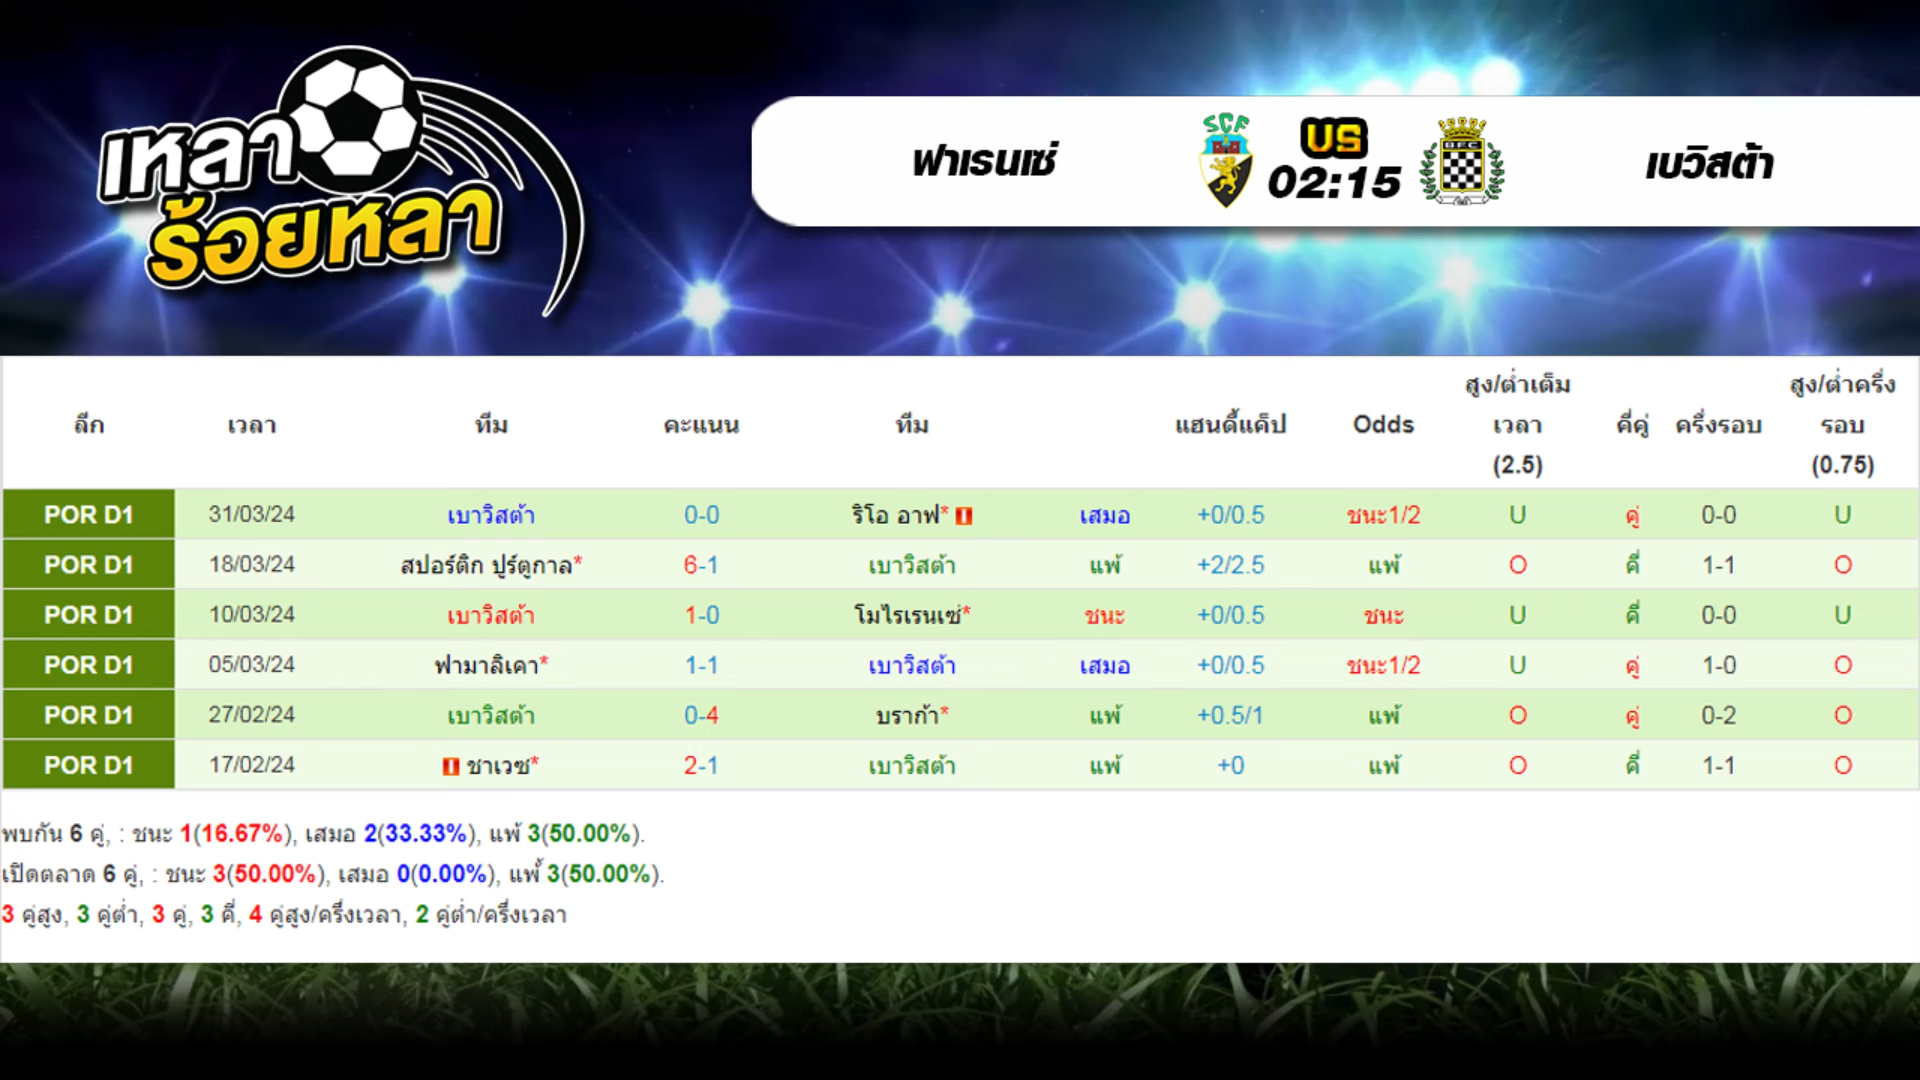 เหลา
ร้อยหลา
ฟาเรนเซ่
SCF
VS
02:15
BFC
เบวิสต้า
ลีก เวลา ทีม คะแนน ทีม แฮนดี้แค็ป Odds สูง/ต่ำเต็มเวลา (2.5) คี่คู่ ครึ่งรอบ สูง/ต่ำครึ่งรอบ (0.75)
POR D1 31/03/24 เบาวิสต้า 0-0 ริโอ อาฟ* เสมอ +0/0.5 ชนะ1/2 U คู่ 0-0 U
POR D1 18/03/24 สปอร์ติก ปูร์ตูกาล* 6-1 เบาวิสต้า แพ้ +2/2.5 แพ้ O คี่ 1-1 O
POR D1 10/03/24 เบาวิสต้า 1-0 โมไรเรนเซ่* ชนะ +0/0.5 ชนะ U คี่ 0-0 U
POR D1 05/03/24 ฟามาลิเคา* 1-1 เบาวิสต้า เสมอ +0/0.5 ชนะ1/2 U คู่ 1-0 O
POR D1 27/02/24 เบาวิสต้า 0-4 บราก้า* แพ้ +0.5/1 แพ้ O คู่ 0-2 O
POR D1 17/02/24 ชาเวซ* 2-1 เบาวิสต้า แพ้ +0 แพ้ O คี่ 1-1 O
พบกัน 6 คู่, : ชนะ 1(16.67%), เสมอ 2(33.33%), แพ้ 3(50.00%).
เปิดตลาด 6 คู่, : ชนะ 3(50.00%), เสมอ 0(0.00%), แพ้ 3(50.00%).
3 คู่สูง, 3 คู่ต่ำ, 3 คู่, 3 คี่, 4 คู่สูง/ครึ่งเวลา, 2 คู่ต่ำ/ครึ่งเวลา